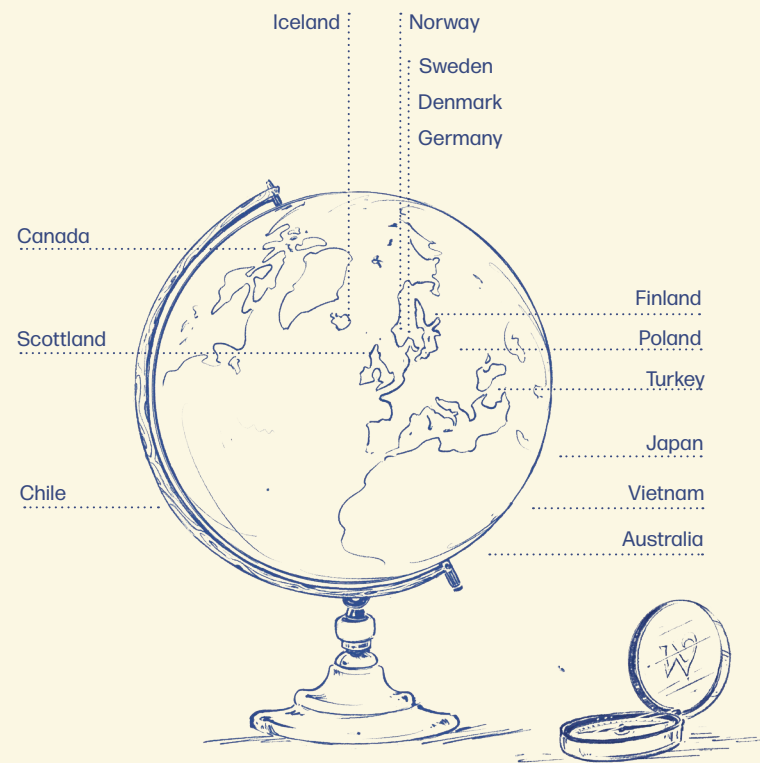 Iceland
Norway
Sweden
Denmark
Germany
Canada
Scottland
Finland
Poland
Turkey
Japan
Chile
Vietnam
Australia